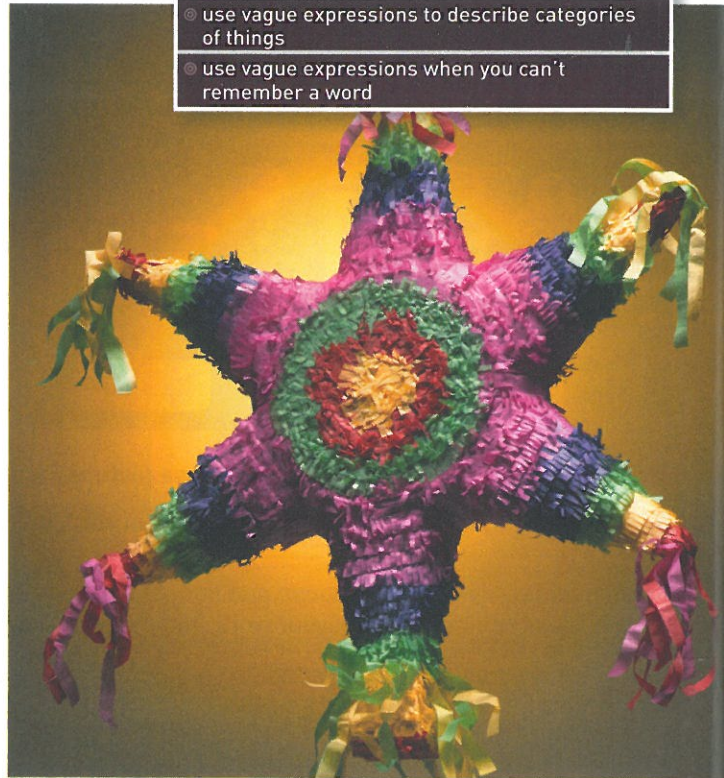 use vague expressions to describe categories
of things
use vague expressions when you can't
remember a word